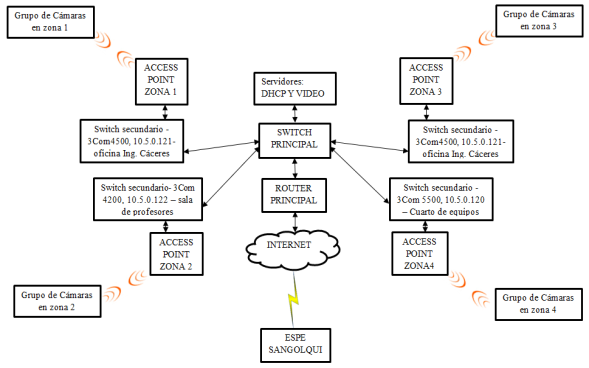 Grupo de Cámaras
en zona 1
Grupo de Cámaras
en zona 3
ACCESS
POINT
ZONA 1
Servidores:
DHCP Y VIDEO
ACCESS
POINT
ZONA 3
Switch secundario -
3Com4500, 10.5.0.121-
oficina Ing. Cáceres
SWITCH
PRINCIPAL
Switch secundario -
3Com4500, 10.5.0.121-
oficina Ing. Cáceres
Switch secundario- 3Com
4200, 10.5.0.122 – sala
de profesores
ROUTER
PRINCIPAL
Switch secundario -
3Com 5500, 10.5.0.120
– Cuarto de equipos
ACCESS
POINT
ZONA 2
INTERNET
ACCESS
POINT
ZONA4
Grupo de Cámaras
en zona 2
Grupo de Cámaras
en zona 4
ESPE
SANGOLQUI